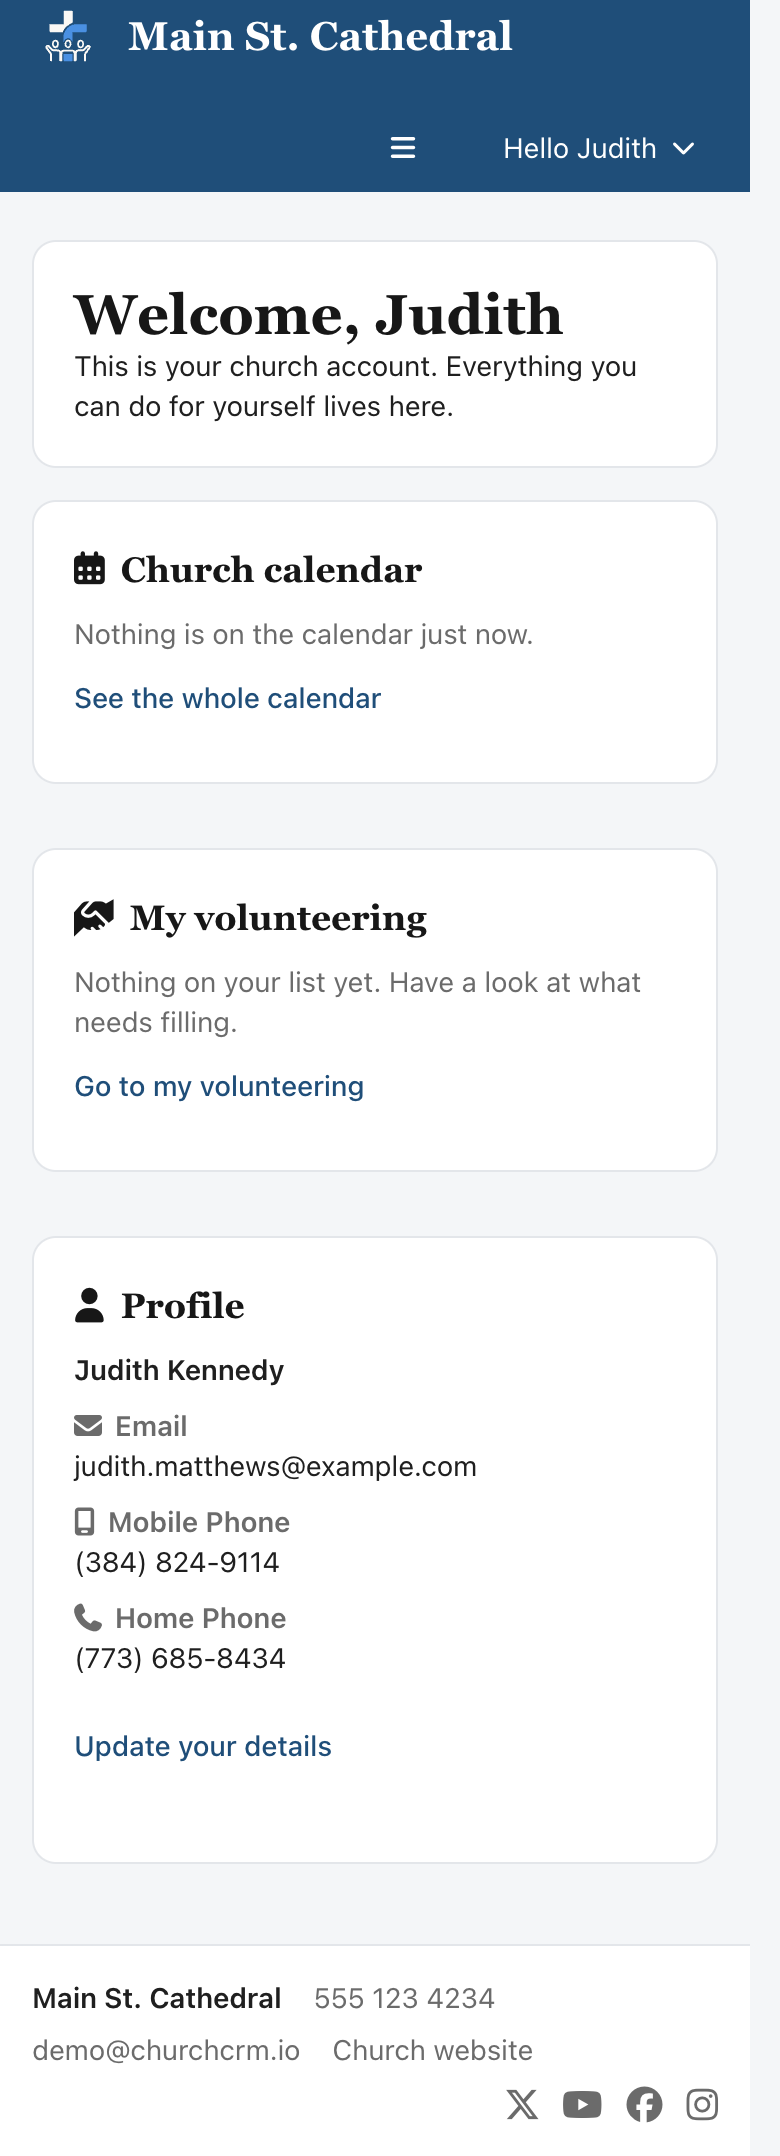 Main St. Cathedral
Hello Judith
Welcome, Judith
This is your church account. Everything you
can do for yourself lives here.
Church calendar
Nothing is on the calendar just now.
See the whole calendar
My volunteering
Nothing on your list yet. Have a look at what
needs filling.
Go to my volunteering
Profile
Judith Kennedy
Email
judith.matthews@example.com
Mobile Phone
(384) 824-9114
Home Phone
(773) 685-8434
Update your details
Main St. Cathedral 555 123 4234
demo@churchcrm.io Church website